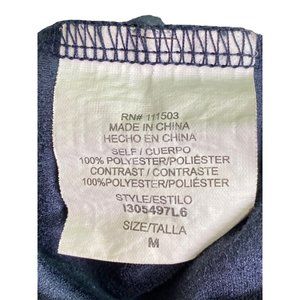 RN# 111503
MADE IN CHINA
HECHO EN CHINA
SELF / CUERPO
100% POLYESTER/POLIÉSTER
CONTRAST / CONTRASTE
100% POLYESTER/POLIÉSTER
STYLE/ESTILO
I305497L6
SIZE/TALLA
M